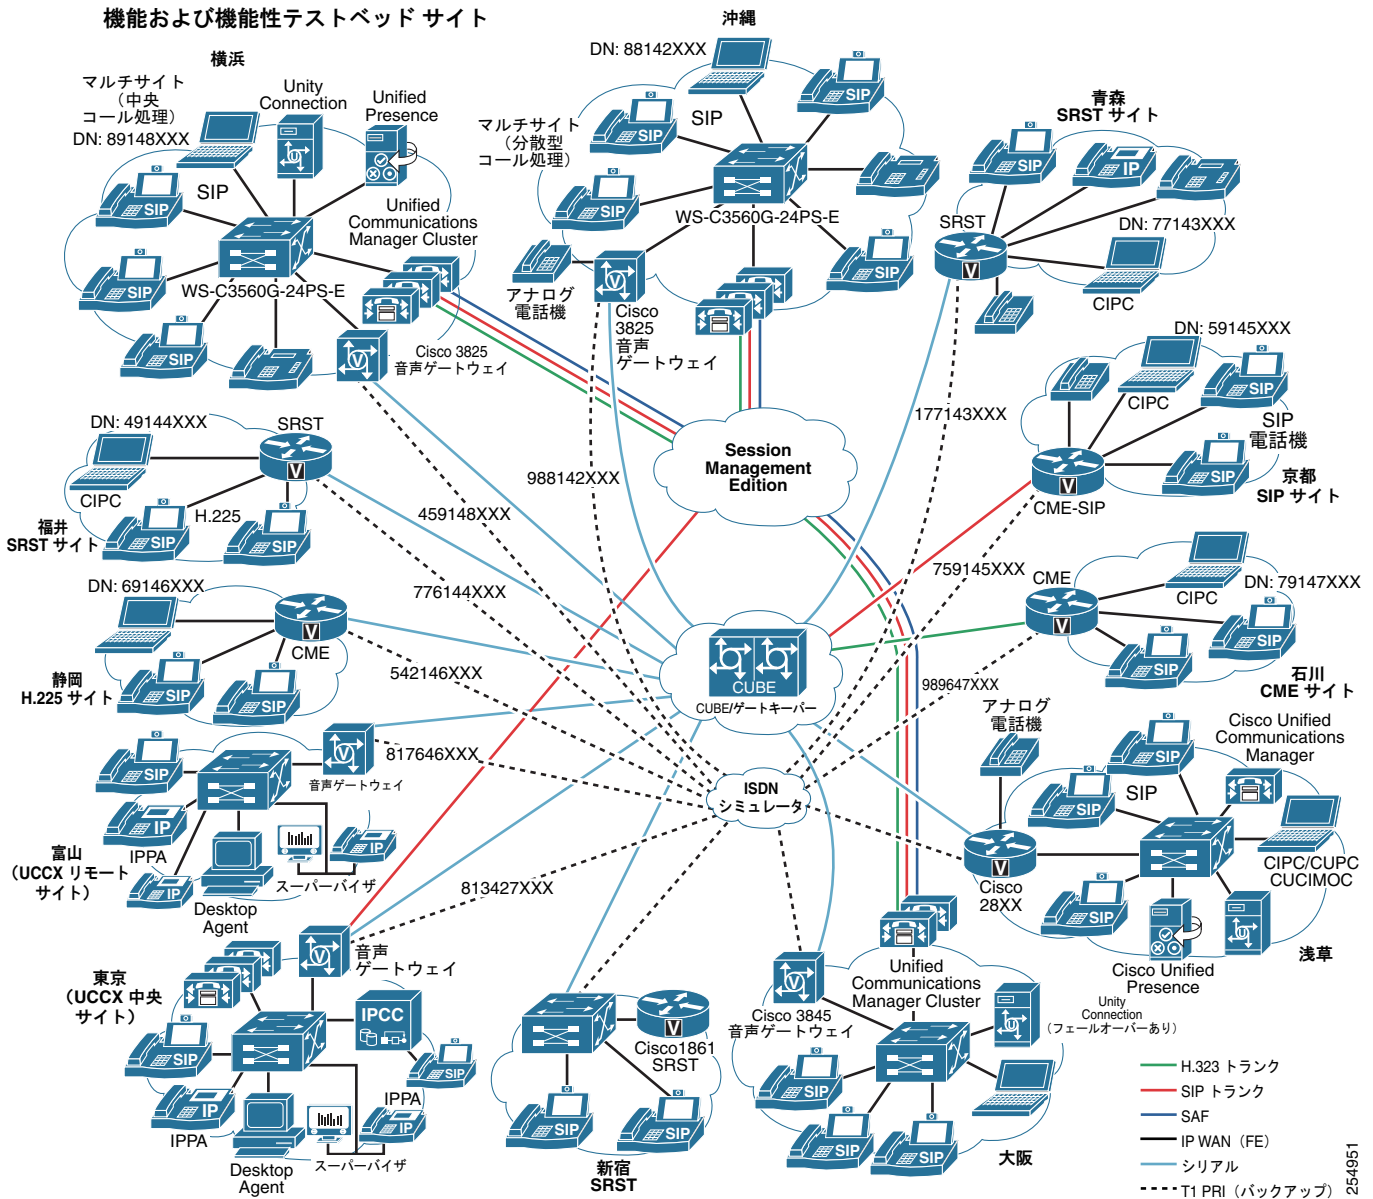 機能および機能性テストベッド サイト
横浜
マルチサイト
（中央
コール処理）
DN: 89148XXX
Unity
Connection
Unified
Presence
SIP
SIP
SIP
SIP
WS-C3560G-24PS-E
Unified
Communications
Manager Cluster
V
Cisco 3825
音声ゲートウェイ
沖縄
DN: 88142XXX
マルチサイト
（分散型
コール処理）
SIP
SIP
SIP
SIP
SIP
WS-C3560G-24PS-E
アナログ
電話機
V
Cisco
3825
音声
ゲートウェイ
青森
SRST サイト
SIP
IP
SRST
V
DN: 77143XXX
CIPC
DN: 59145XXX
CIPC
SIP
SIP
電話機
SIP
V
CME-SIP
京都
SIP サイト
DN: 49144XXX
SRST
V
CIPC
H.225
SIP
SIP
福井
SRST サイト
Session
Management
Edition
177143XXX
988142XXX
459148XXX
776144XXX
759145XXX
542146XXX
989647XXX
817646XXX
813427XXX
CME
V
CIPC
DN: 79147XXX
SIP
SIP
石川
CME サイト
DN: 69146XXX
V
CME
SIP
SIP
静岡
H.225 サイト
CUBE
CUBE/ゲートキーパー
ISDN
シミュレータ
V
音声ゲートウェイ
SIP
IP
IPPA
IP
IP
Desktop
Agent
スーパーバイザ
富山
（UCCX リモート
サイト）
アナログ
電話機
Cisco Unified
Communications
Manager
SIP
SIP
SIP
SIP
V
Cisco
28XX
CIPC/CUPC
CUCIMOC
Cisco Unified
Presence
浅草
東京
（UCCX 中央
サイト）
V
音声
ゲートウェイ
IPCC
SIP
SIP
IP
IPPA
IPPA
IP
Desktop
Agent
スーパーバイザ
V
Cisco1861
SRST
SIP
SIP
新宿
SRST
Unified
Communications
Manager Cluster
V
Cisco 3845
音声ゲートウェイ
Unity
Connection
（フェールオーバーあり）
SIP
SIP
SIP
大阪
H.323 トランク
SIP トランク
SAF
IP WAN（FE）
シリアル
T1 PRI（バックアップ）
254951